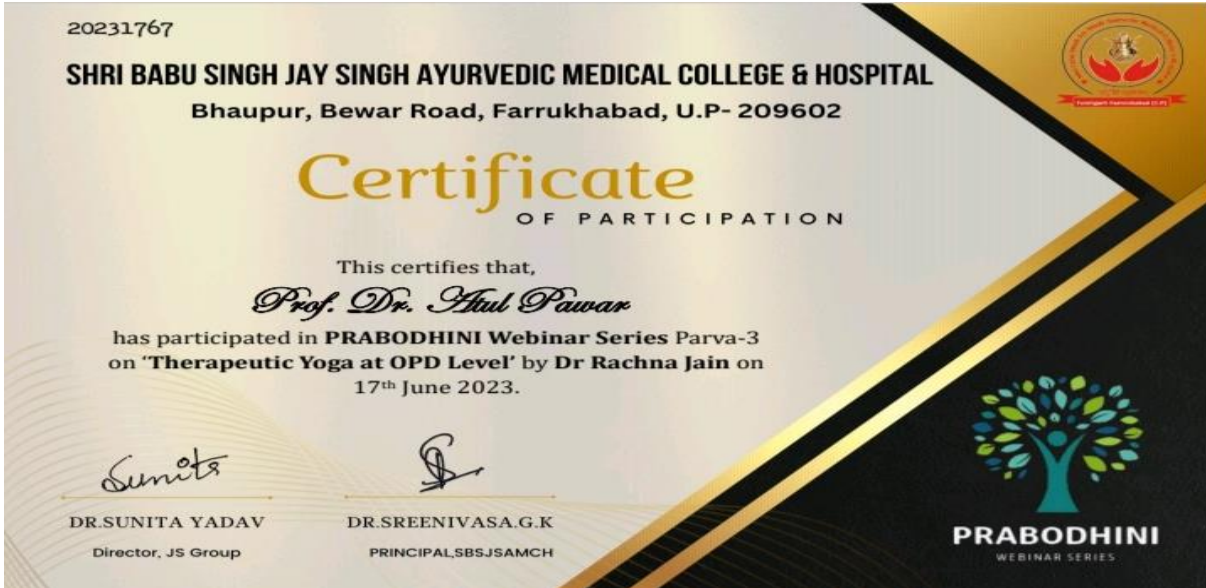 20231767
SHRI BABU SINGH JAY SINGH AYURVEDIC MEDICAL COLLEGE & HOSPITAL
Bhaupur, Bewar Road, Farrukhabad, U.P- 209602
Certificate
OF PARTICIPATION
This certifies that,
Prof. Dr. Atul Pawar
has participated in PRABODHINI Webinar Series Parva-3
on ‘Therapeutic Yoga at OPD Level’ by Dr Rachna Jain on
17th June 2023.
Sunita
DR.SUNITA YADAV
Director, JS Group
DR.SREENIVASA.G.K
PRINCIPAL,SBSJSAMCH
PRABODHINI
WEBINAR SERIES